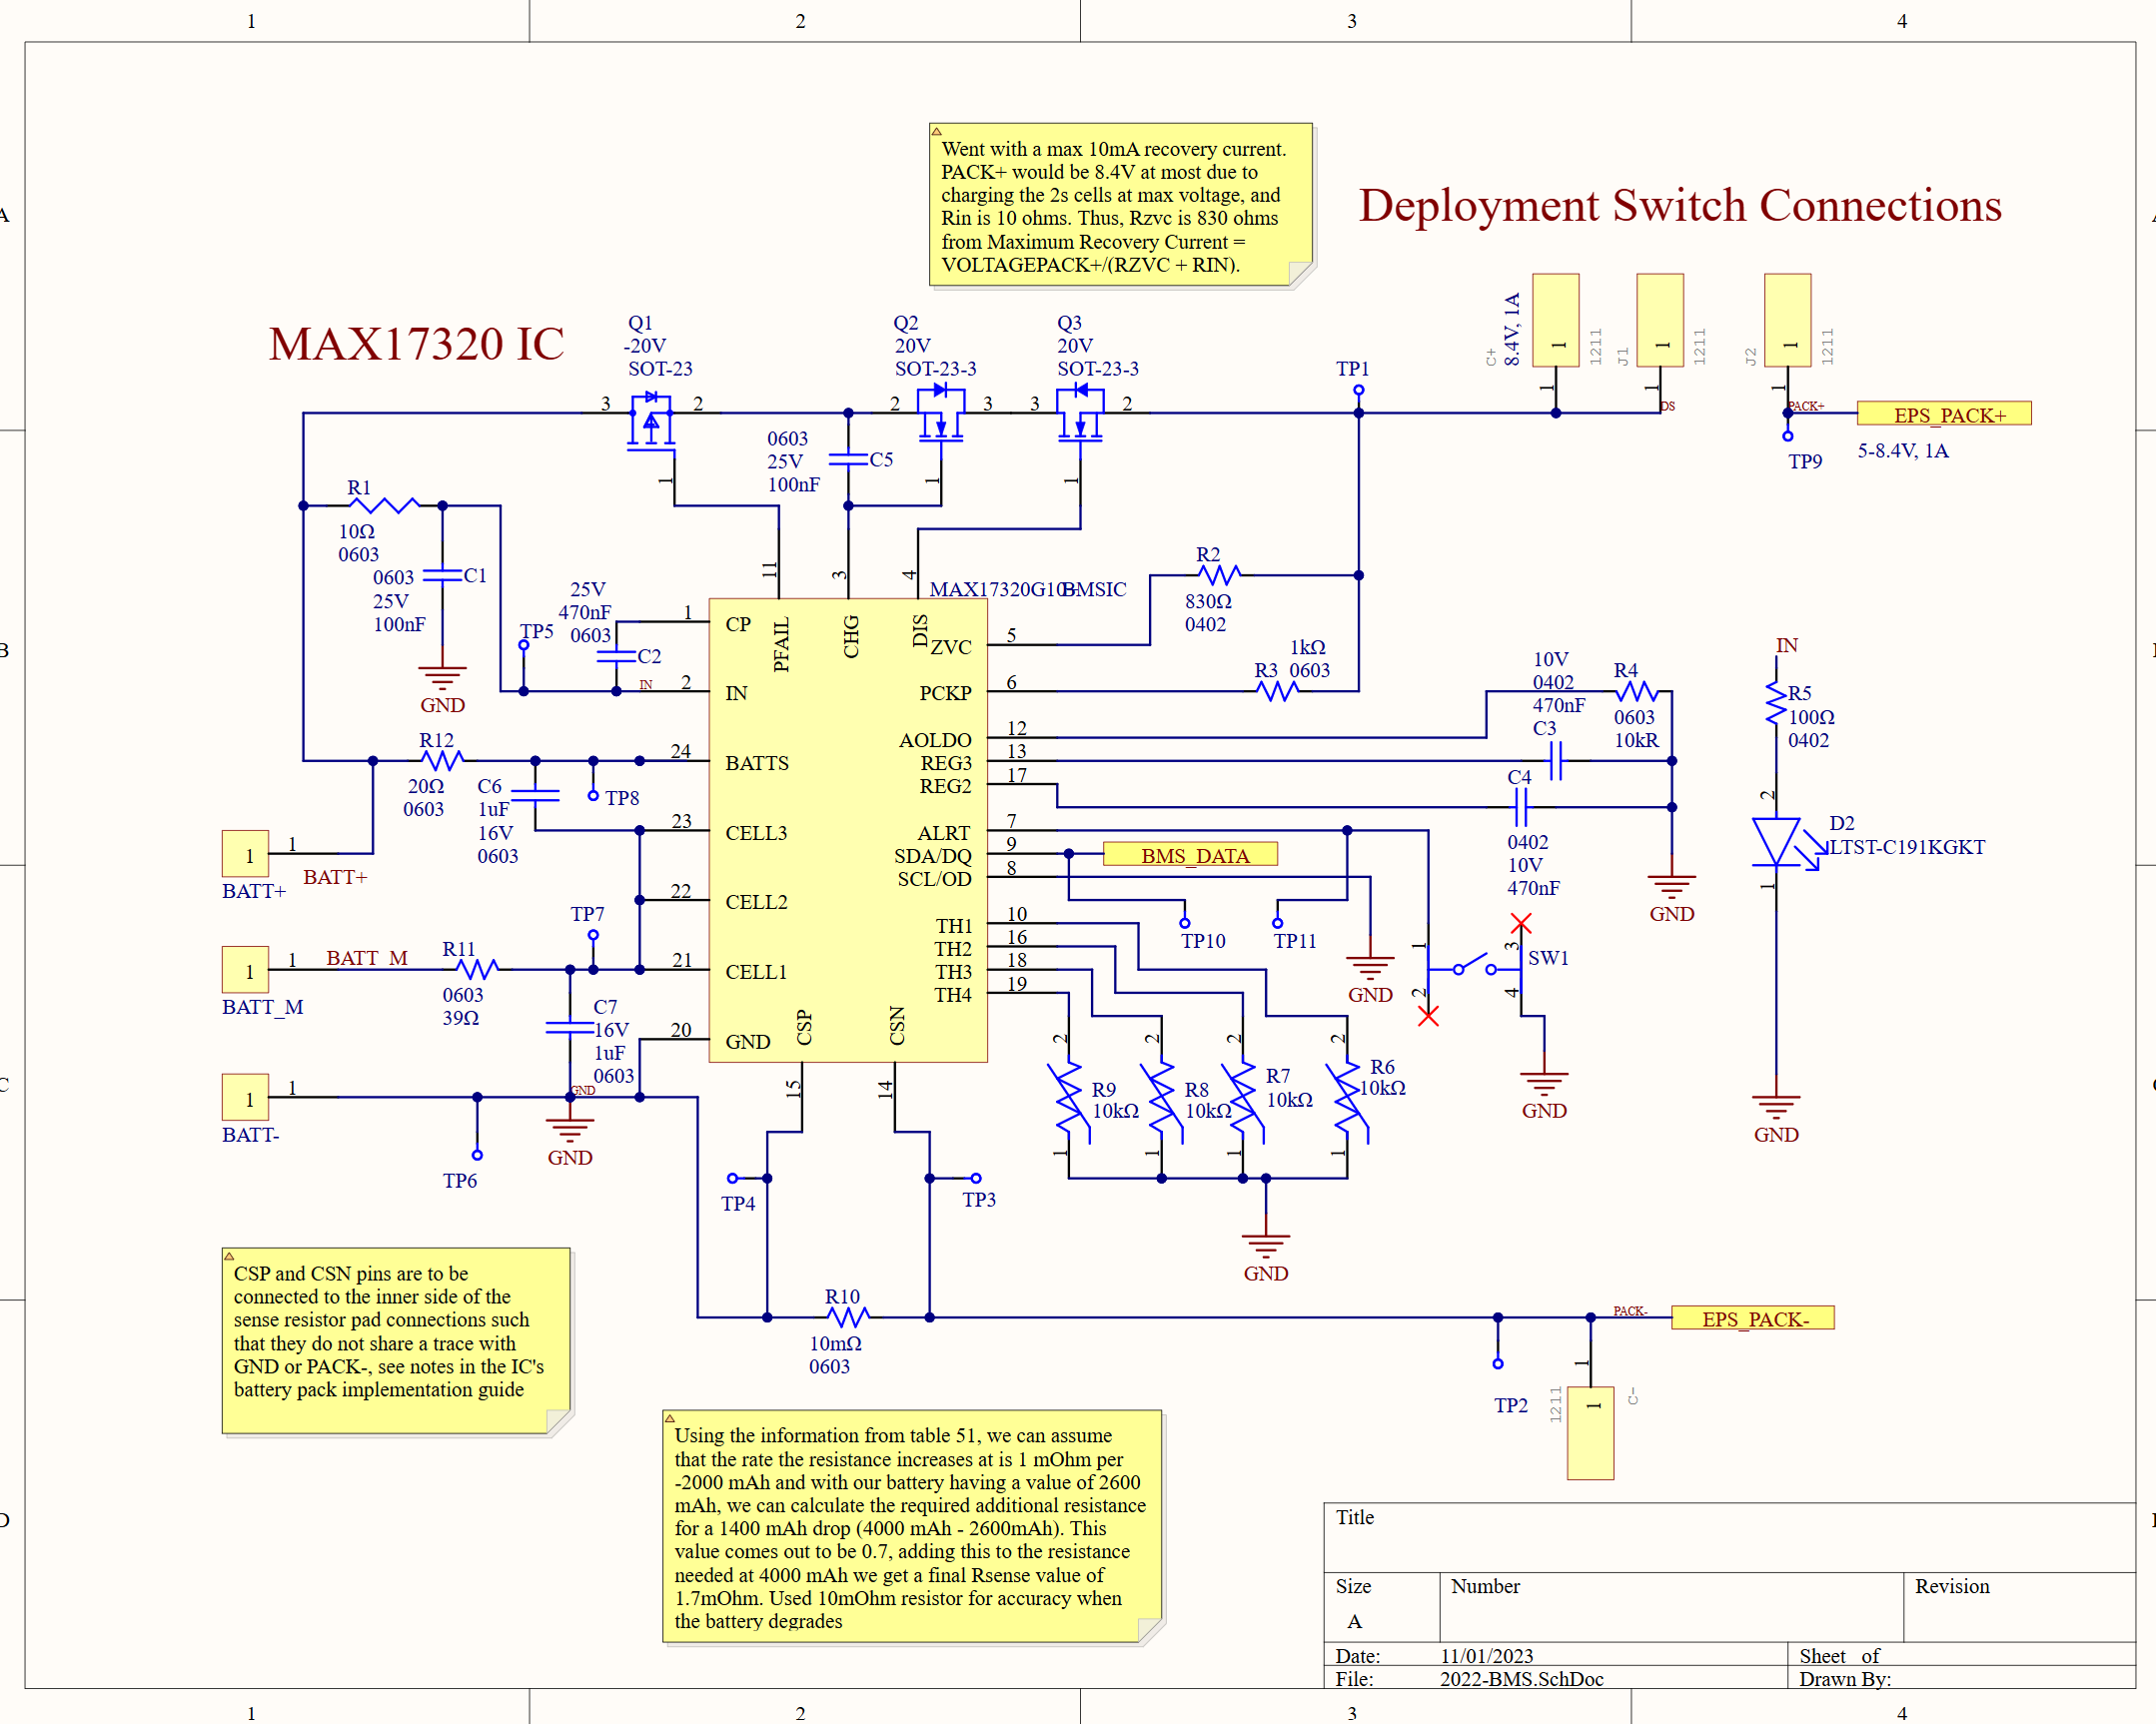 1
2
3
4
A
Went with a max 10mA recovery current.
PACK+ would be 8.4V at most due to
charging the 2s cells at max voltage, and
Rin is 10 ohms. Thus, Rzvc is 830 ohms
from Maximum Recovery Current =
VOLTAGEPACK+/(RZVC + RIN).
Deployment Switch Connections
MAX17320 IC
Q1
-20V
SOT-23
3
2
1
Q2
20V
SOT-23-3
2
3
1
Q3
20V
SOT-23-3
3
2
1
TP1
C+
8.4V, 1A
1
1211
1
J1
1
1211
1
DS
J2
1
1211
1
PACK+
EPS_PACK+
TP9
5-8.4V, 1A
0603
25V
100nF
C5
R1
10Ω
0603
0603
25V
100nF
C1
GND
TP5
25V
470nF
0603
C2
IN
11
3
4
MAX17320G10+
BMSIC
R2
830Ω
0402
1kΩ
R3
0603
B
1
CP
2
IN
24
BATTS
23
CELL3
22
CELL2
21
CELL1
20
GND
PFAIL
CHG
DIS
ZVC
5
PCKP
6
AOLDO
12
REG3
13
REG2
17
ALRT
7
SDA/DQ
9
SCL/OD
8
TH1
10
TH2
16
TH3
18
TH4
19
CSP
15
CSN
14
10V
0402
470nF
C3
R4
0603
10kR
C4
0402
10V
470nF
GND
IN
R5
100Ω
0402
2
D2
LTST-C191KGKT
1
GND
R12
20Ω
0603
C6
1uF
16V
0603
TP8
1
1
BATT+
BATT+
TP7
1
1
BATT_M
BATT_M
R11
0603
39Ω
C7
16V
1uF
0603
1
1
BATT-
GND
TP6
GND
BMS_DATA
TP10
TP11
GND
1
2
3
4
SW1
GND
C
2
R9
10kΩ
1
2
R8
10kΩ
1
2
R7
10kΩ
1
2
R6
10kΩ
1
GND
TP4
TP3
R10
10mΩ
0603
PACK-
EPS_PACK-
TP2
1
1211
1
C-
CSP and CSN pins are to be
connected to the inner side of the
sense resistor pad connections such
that they do not share a trace with
GND or PACK-, see notes in the IC's
battery pack implementation guide
Using the information from table 51, we can assume
that the rate the resistance increases at is 1 mOhm per
-2000 mAh and with our battery having a value of 2600
mAh, we can calculate the required additional resistance
for a 1400 mAh drop (4000 mAh - 2600mAh). This
value comes out to be 0.7, adding this to the resistance
needed at 4000 mAh we get a final Rsense value of
1.7mOhm. Used 10mOhm resistor for accuracy when
the battery degrades
D
Title
Size
A
Number
Revision
Date:
11/01/2023
Sheet of
File:
2022-BMS.SchDoc
Drawn By:
1
2
3
4